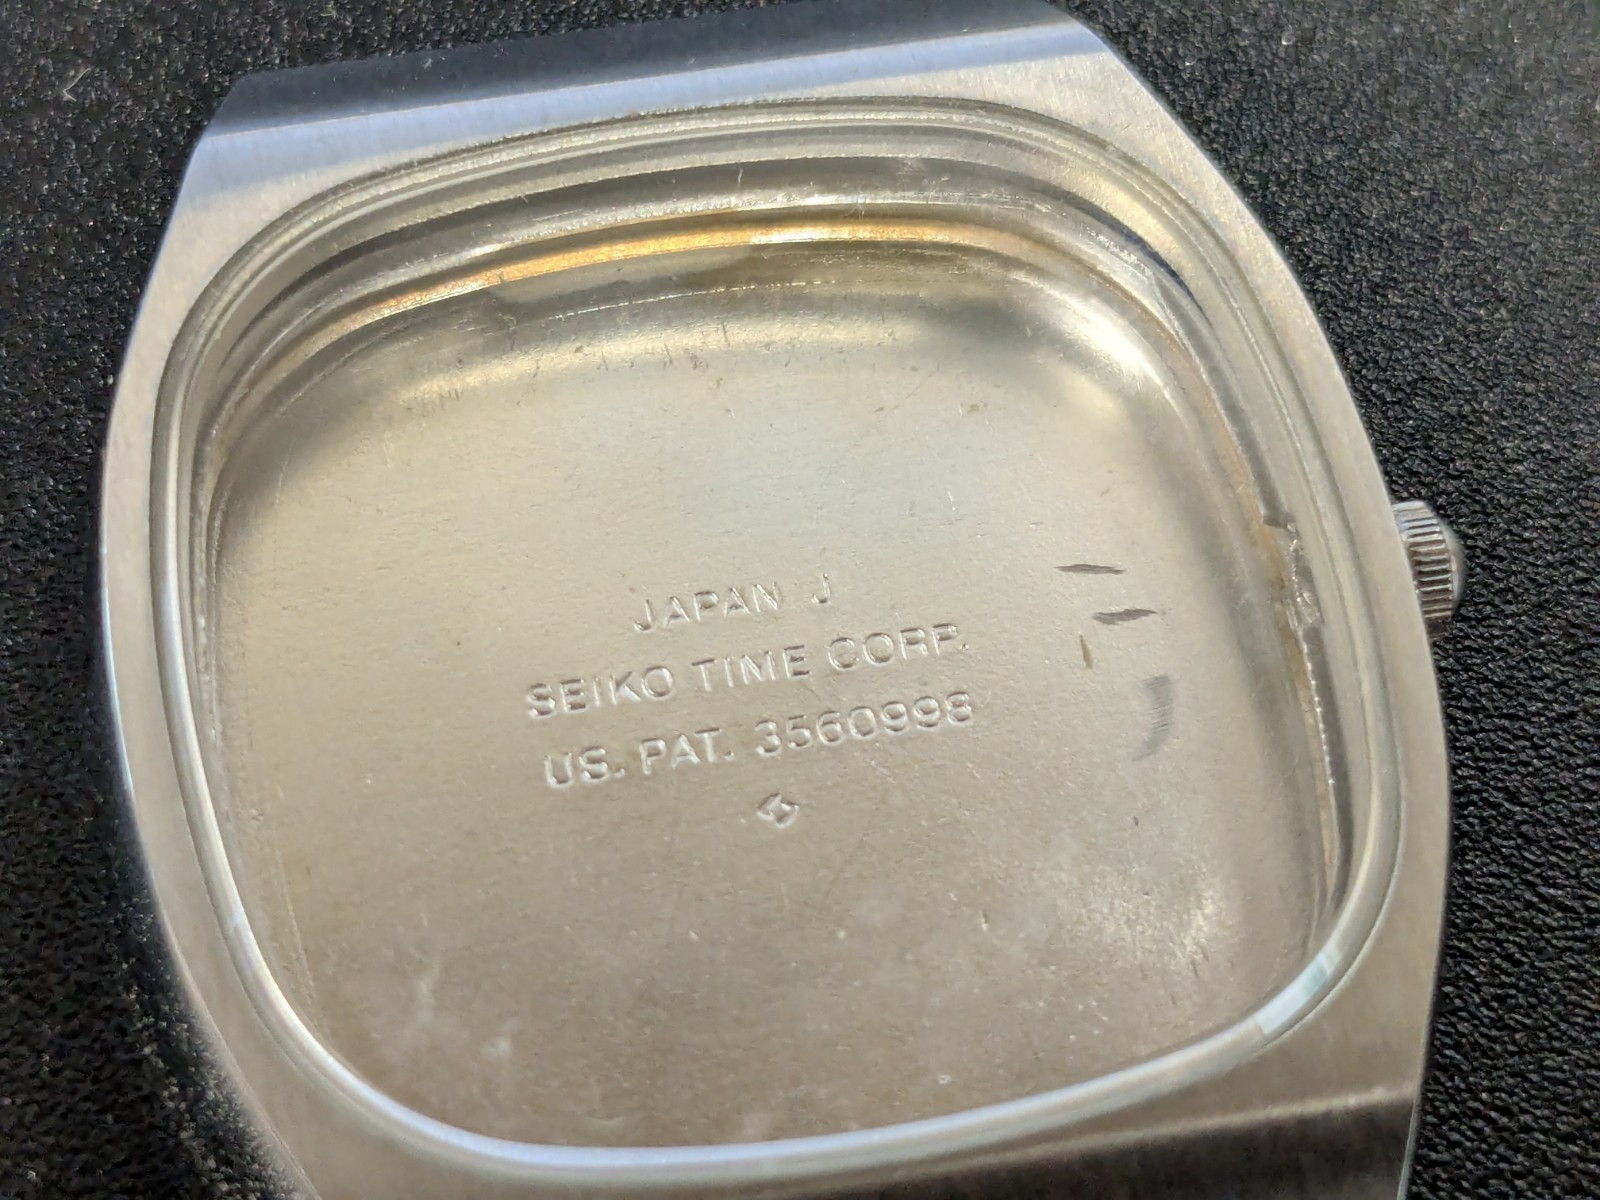 JAPAN J
SEIKO TIME CORP.
US. PAT. 3560998